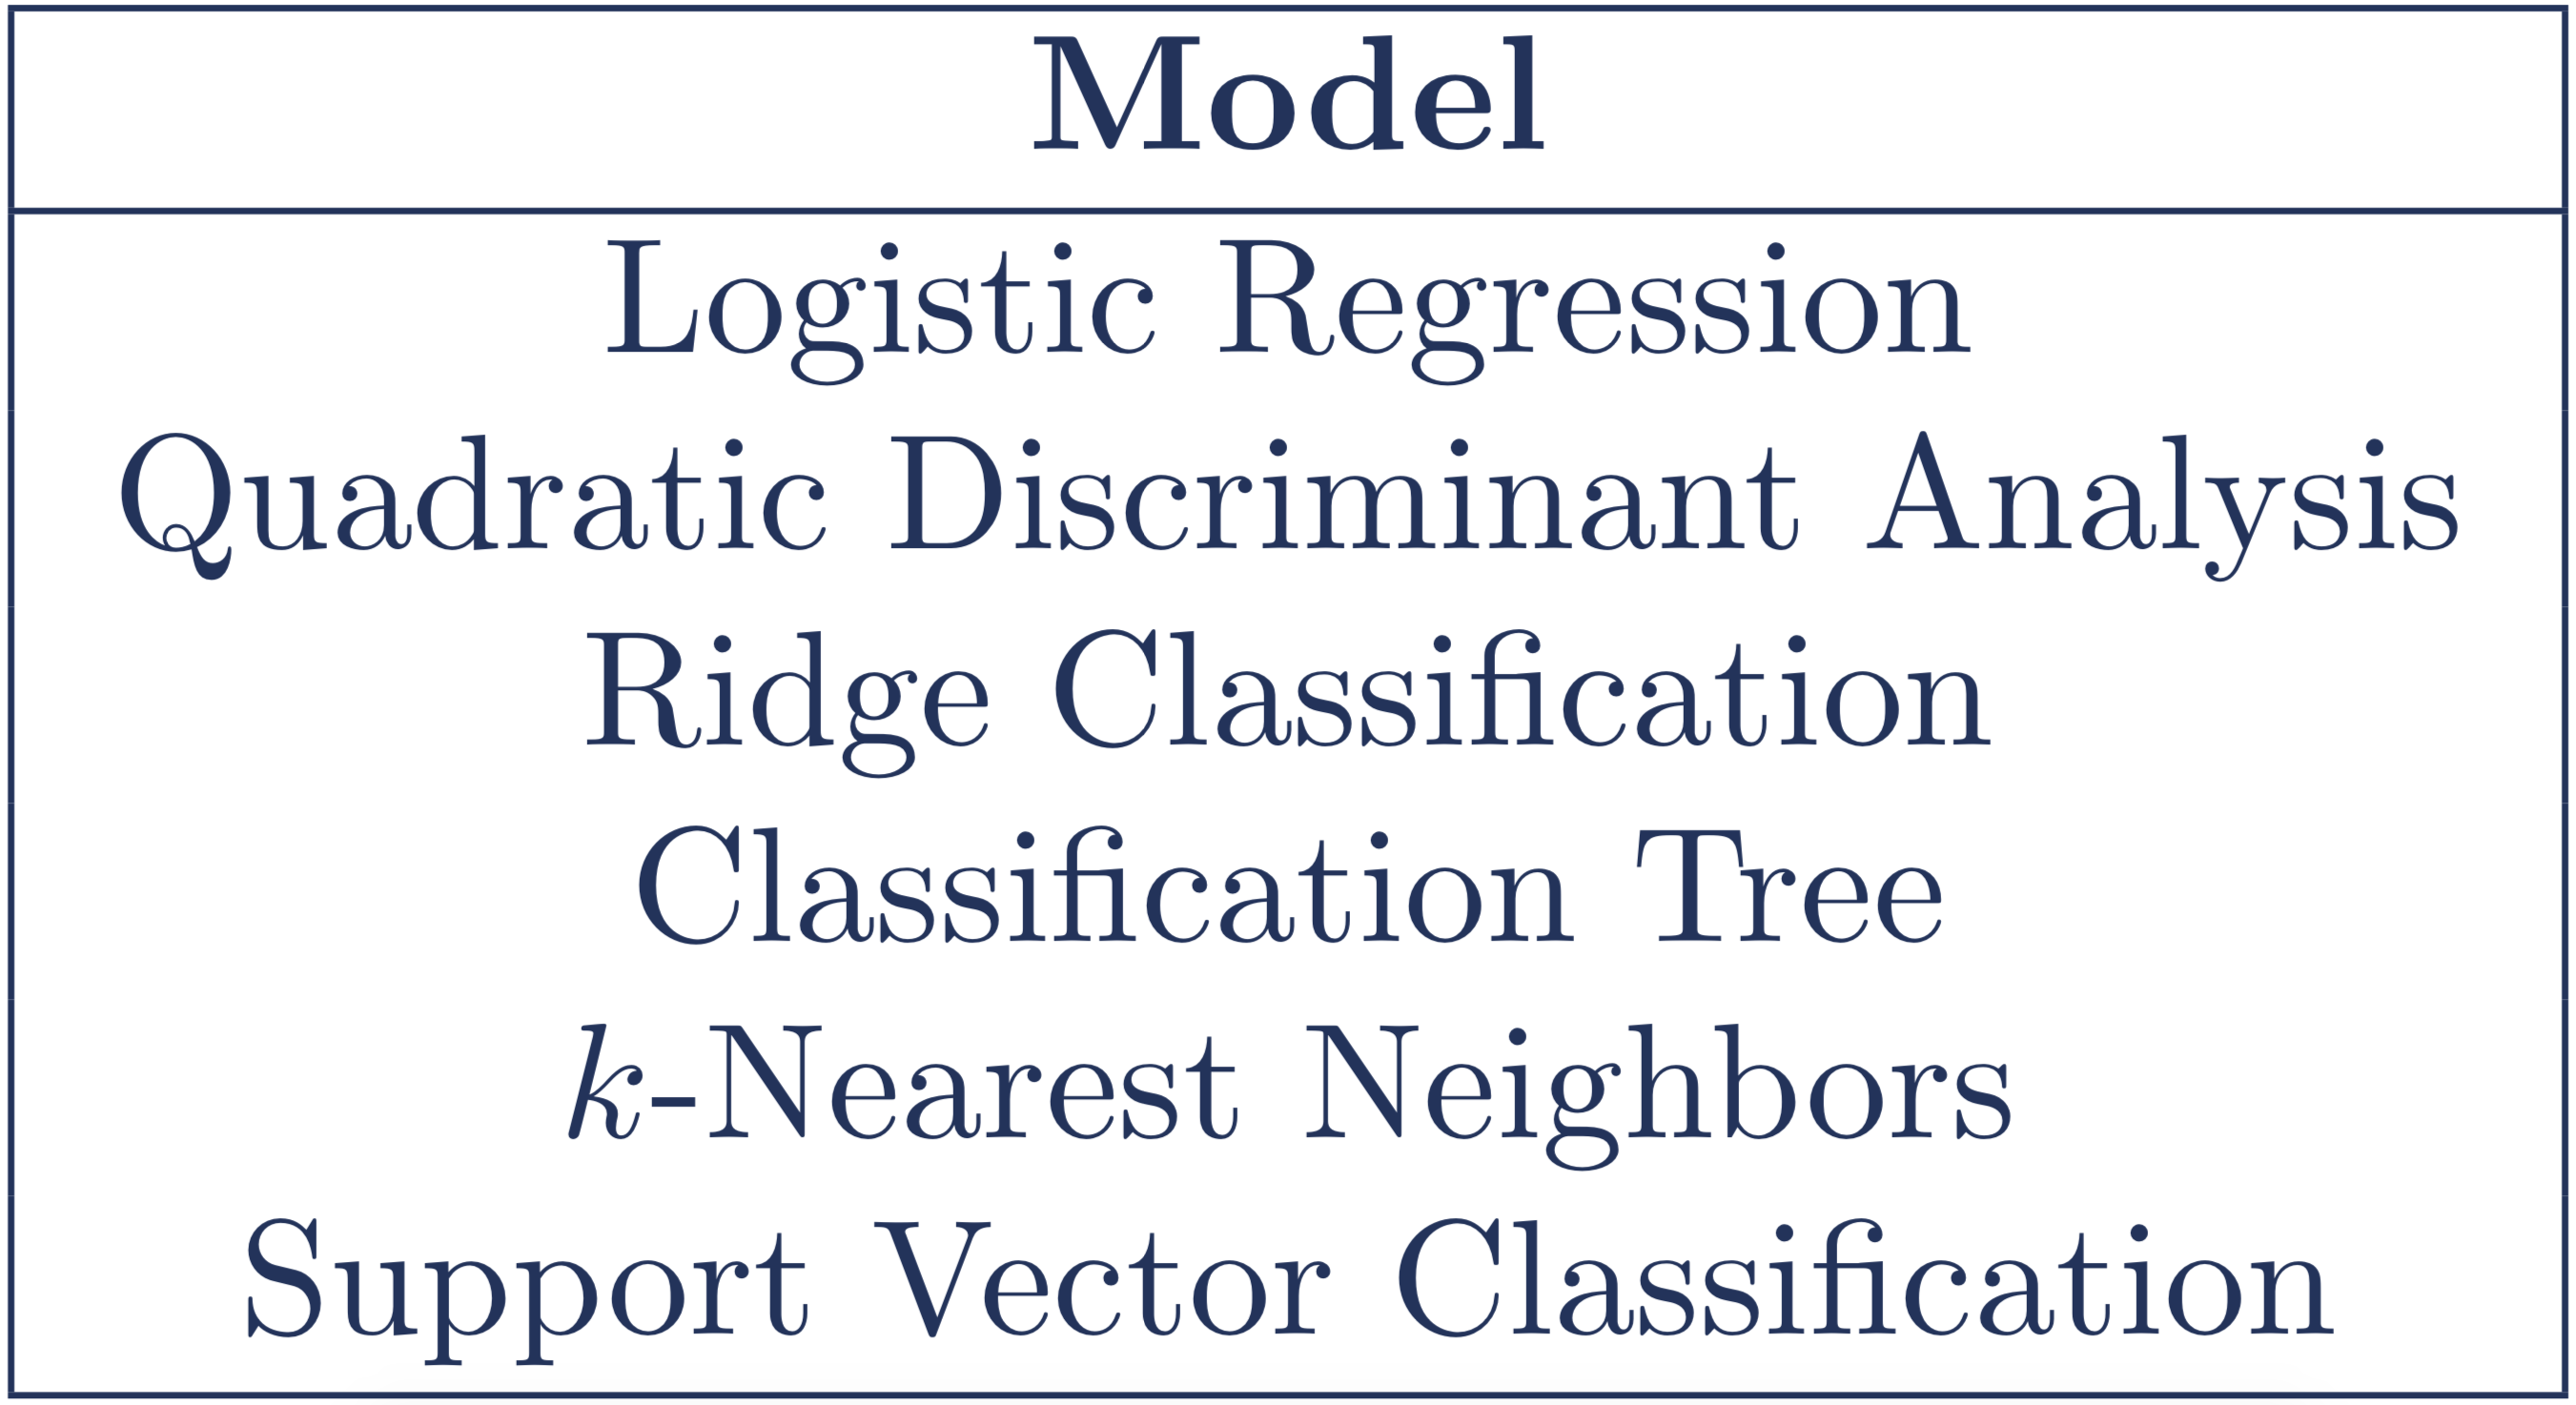 Model
Logistic Regression
Quadratic Discriminant Analysis
Ridge Classification
Classification Tree
k-Nearest Neighbors
Support Vector Classification